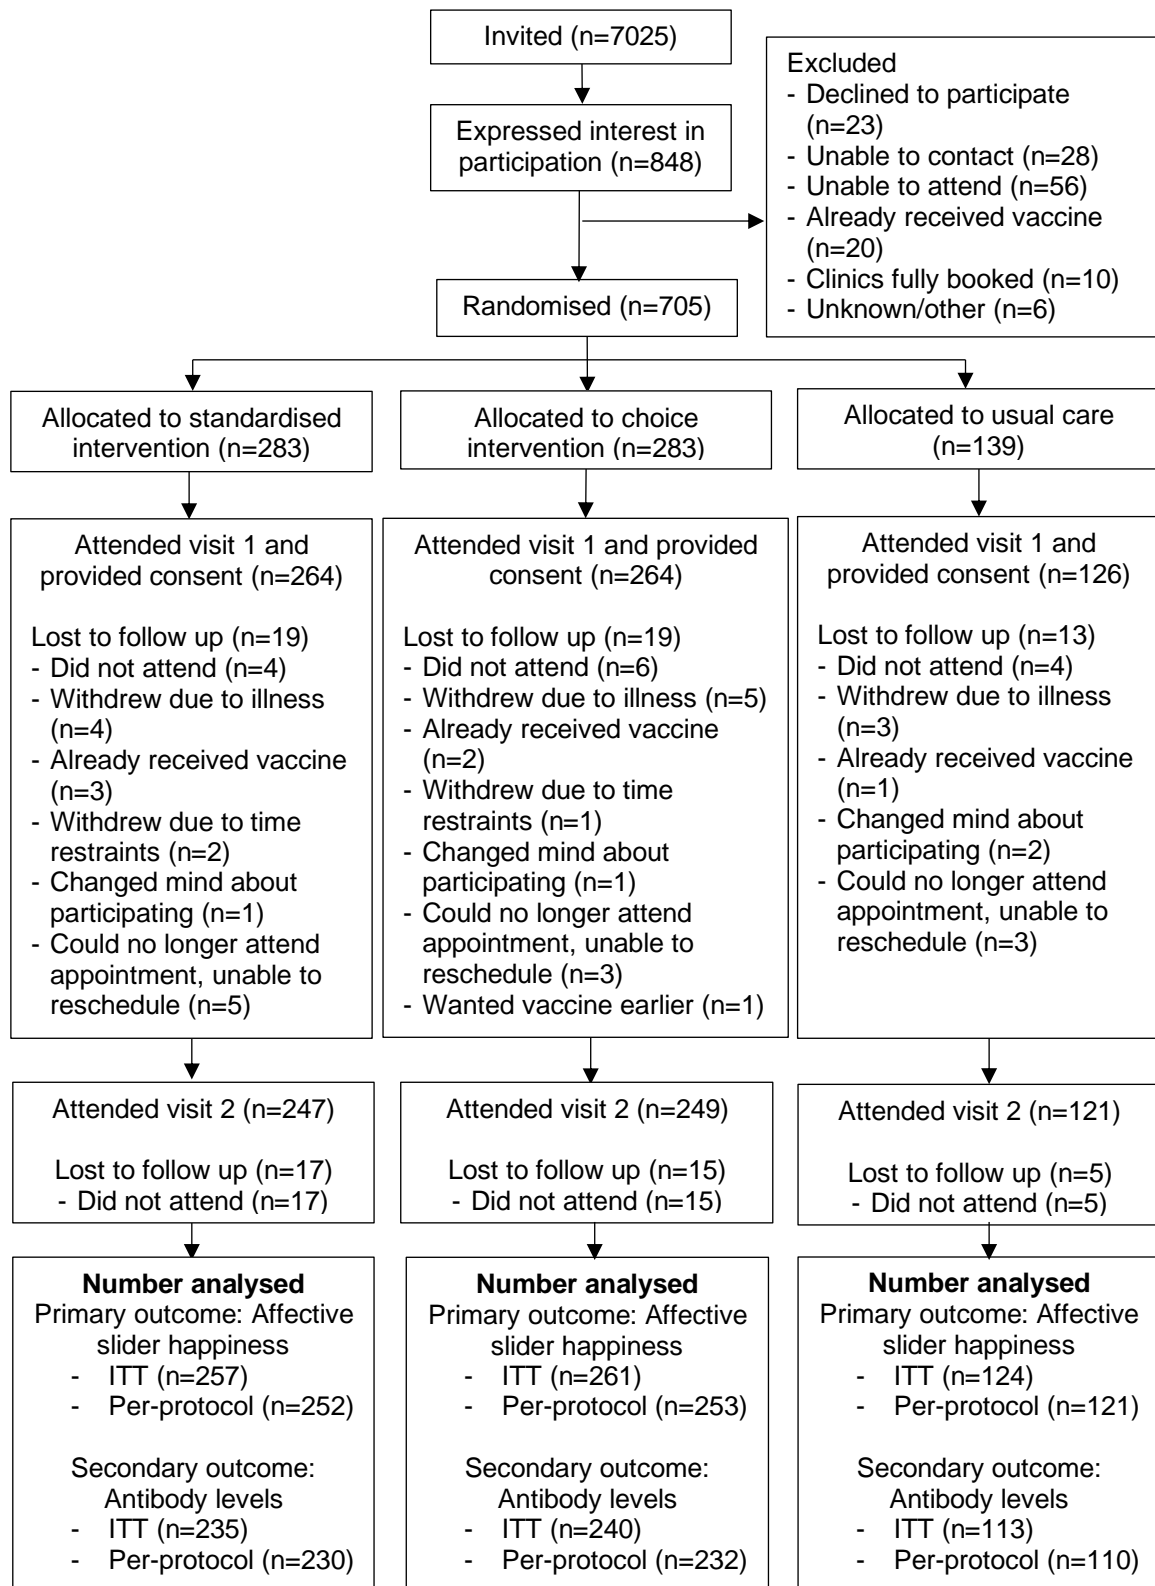 Invited (n=7025)
Excluded
- Declined to participate
(n=23)
- Unable to contact (n=28)
- Unable to attend (n=56)
- Already received vaccine
(n=20)
- Clinics fully booked (n=10)
- Unknown/other (n=6)
Expressed interest in
participation (n=848)
Randomised (n=705)
Allocated to standardised
intervention (n=283)
Allocated to choice
intervention (n=283)
Allocated to usual care
(n=139)
Attended visit 1 and
provided consent (n=264)
Lost to follow up (n=19)
- Did not attend (n=4)
- Withdrew due to illness
(n=4)
- Already received vaccine
(n=3)
- Withdrew due to time
restraints (n=2)
- Changed mind about
participating (n=1)
- Could no longer attend
appointment, unable to
reschedule (n=5)
Attended visit 1 and provided
consent (n=264)
Lost to follow up (n=19)
- Did not attend (n=6)
- Withdrew due to illness (n=5)
- Already received vaccine
(n=2)
- Withdrew due to time
restraints (n=1)
- Changed mind about
participating (n=1)
- Could no longer attend
appointment, unable to
reschedule (n=3)
- Wanted vaccine earlier (n=1)
Attended visit 1 and
provided consent (n=126)
Lost to follow up (n=13)
- Did not attend (n=4)
- Withdrew due to illness
(n=3)
- Already received vaccine
(n=1)
- Changed mind about
participating (n=2)
- Could no longer attend
appointment, unable to
reschedule (n=3)
Attended visit 2 (n=247)
Lost to follow up (n=17)
- Did not attend (n=17)
Attended visit 2 (n=249)
Lost to follow up (n=15)
- Did not attend (n=15)
Attended visit 2 (n=121)
Lost to follow up (n=5)
- Did not attend (n=5)
Number analysed
Primary outcome: Affective
slider happiness
- ITT (n=257)
- Per-protocol (n=252)
Secondary outcome:
Antibody levels
- ITT (n=235)
- Per-protocol (n=230)
Number analysed
Primary outcome: Affective
slider happiness
- ITT (n=261)
- Per-protocol (n=253)
Secondary outcome:
Antibody levels
- ITT (n=240)
- Per-protocol (n=232)
Number analysed
Primary outcome: Affective
slider happiness
- ITT (n=124)
- Per-protocol (n=121)
Secondary outcome:
Antibody levels
- ITT (n=113)
- Per-protocol (n=110)